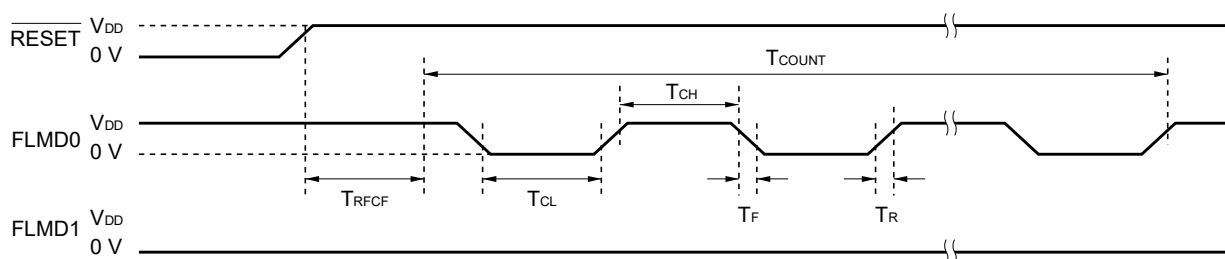 RESET VDD
0 V
TCOUNT
TCH
FLMD0 VDD
0 V
TRFCF TCL TF TR
FLMD1 VDD
0 V